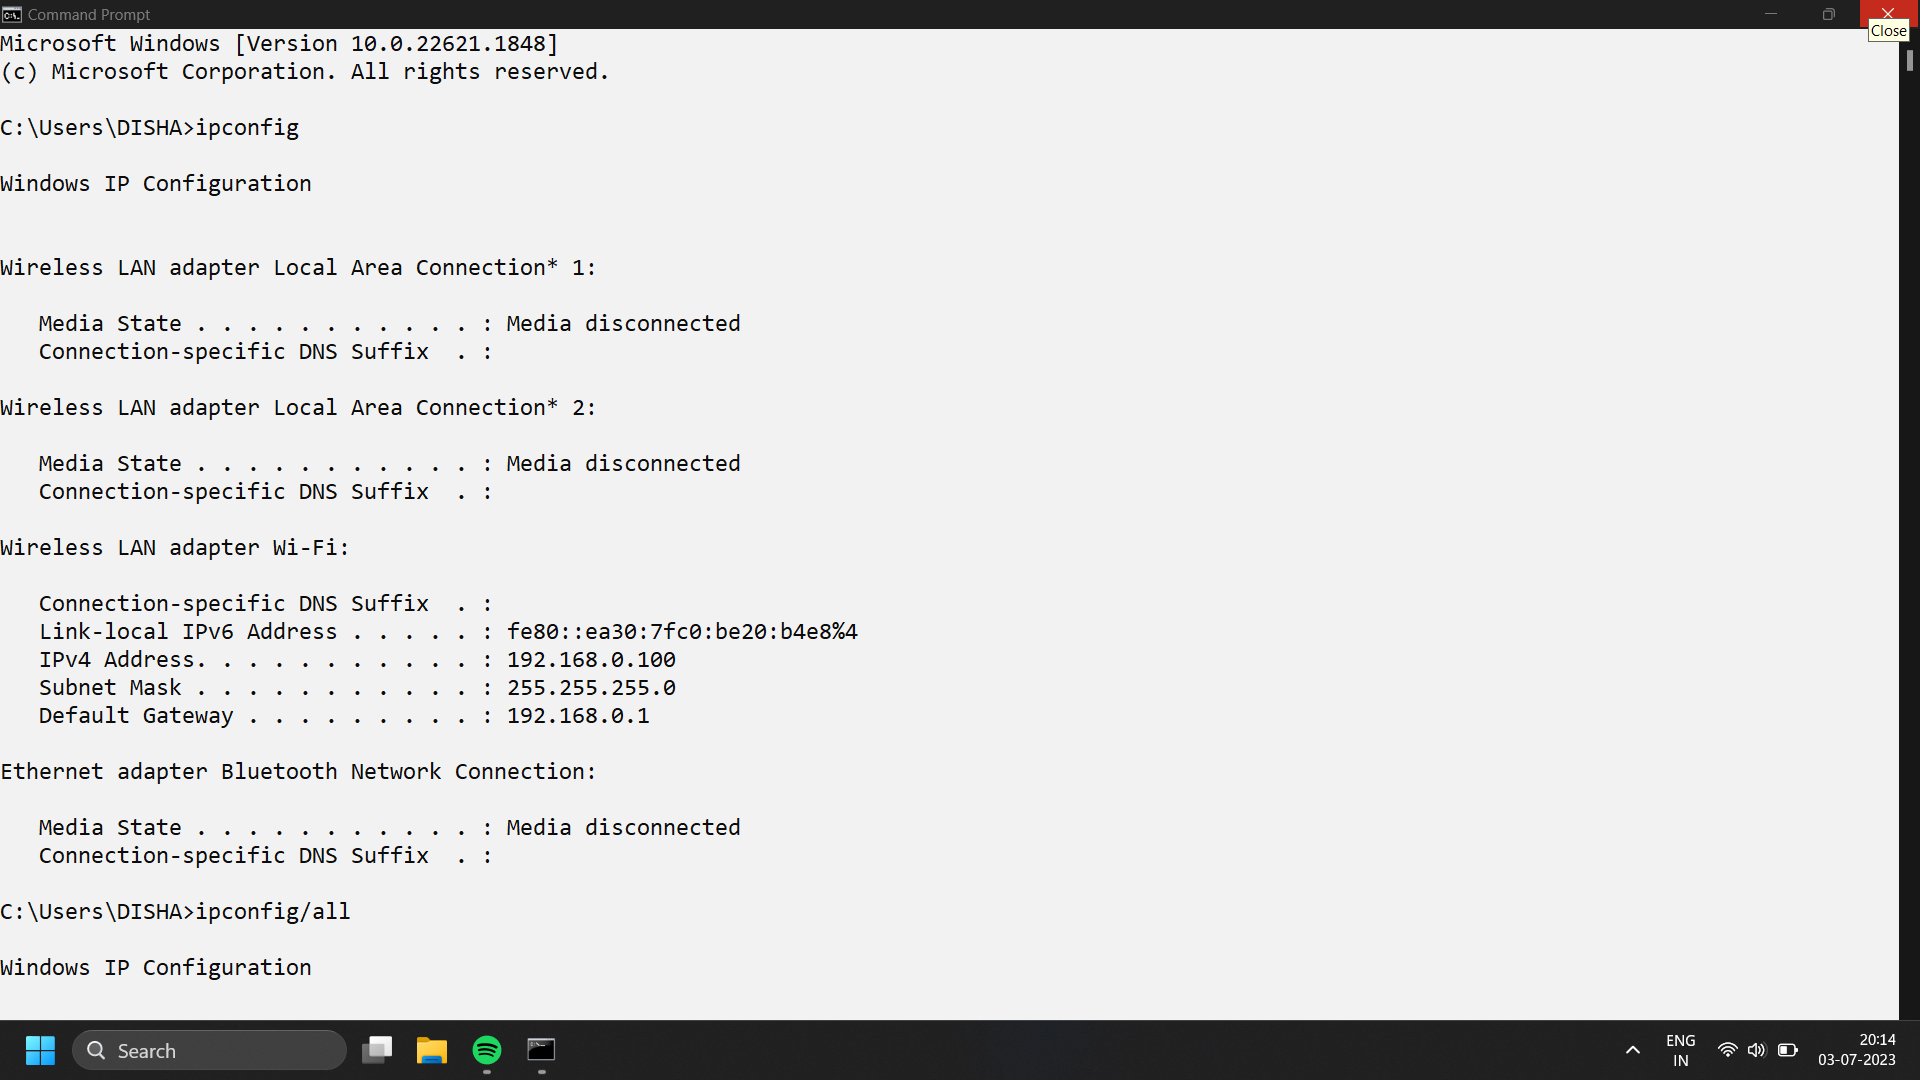 Command Prompt
Close
Microsoft Windows [Version 10.0.22621.1848]
(c) Microsoft Corporation. All rights reserved.
C:\Users\DISHA>ipconfig
Windows IP Configuration
Wireless LAN adapter Local Area Connection* 1:
Media State . . . . . . . . . . . : Media disconnected
Connection-specific DNS Suffix  . :
Wireless LAN adapter Local Area Connection* 2:
Media State . . . . . . . . . . . : Media disconnected
Connection-specific DNS Suffix  . :
Wireless LAN adapter Wi-Fi:
Connection-specific DNS Suffix  . :
Link-local IPv6 Address . . . . . : fe80::ea30:7fc0:be20:b4e8%4
IPv4 Address. . . . . . . . . . . : 192.168.0.100
Subnet Mask . . . . . . . . . . . : 255.255.255.0
Default Gateway . . . . . . . . . : 192.168.0.1
Ethernet adapter Bluetooth Network Connection:
Media State . . . . . . . . . . . : Media disconnected
Connection-specific DNS Suffix  . :
C:\Users\DISHA>ipconfig/all
Windows IP Configuration
Search
ENG
IN
20:14
03-07-2023